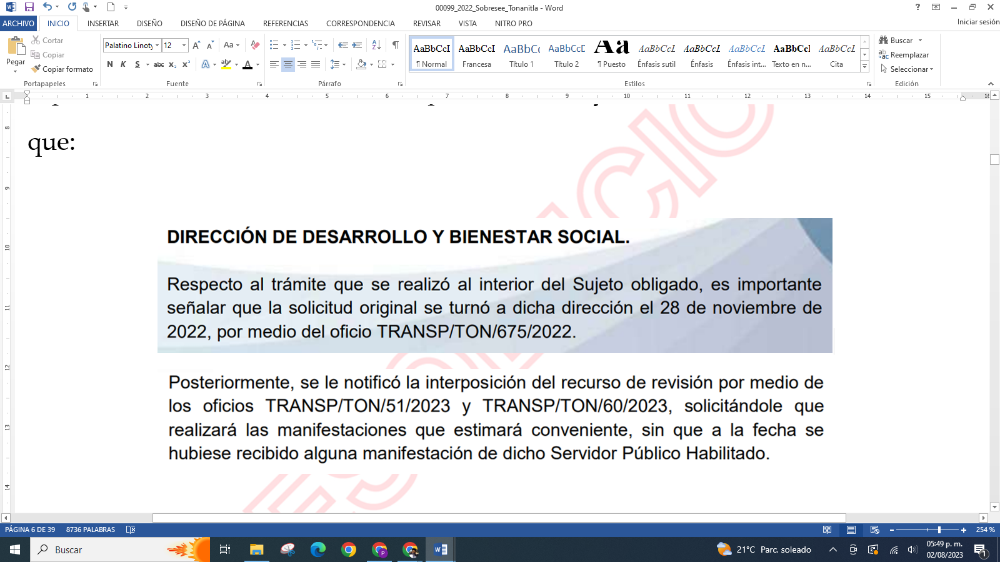 00099_2022_Sobresee_Tonanitla - Word
ARCHIVO INICIO INSERTAR DISEÑO DISEÑO DE PÁGINA REFERENCIAS CORRESPONDENCIA REVISAR VISTA NITRO PRO Iniciar sesión
Pegar
Cortar
Copiar
Copiar formato
Portapapeles
Palatino Linoty 12
N K S abc x₂ x²
Fuente
Párrafo
AaBbCcI AaBbCcI AaBbCc AaBbCcD Aa AaBbCcL AaBbCcL AaBbCcL AaBbCcI AaBbCcL
¶ Normal Francesa Título 1 Título 2 ¶ Puesto Énfasis sutil Énfasis Énfasis int... Texto en n... Cita
Estilos
Buscar
Reemplazar
Seleccionar
Edición
1 2 3 4 5 6 7 8 9 10 11 12 13 14 15 16
8
9
10
11
12
13
14
que:
DIRECCIÓN DE DESARROLLO Y BIENESTAR SOCIAL.
Respecto al trámite que se realizó al interior del Sujeto obligado, es importante
señalar que la solicitud original se turnó a dicha dirección el 28 de noviembre de
2022, por medio del oficio TRANSP/TON/675/2022.
Posteriormente, se le notificó la interposición del recurso de revisión por medio de
los oficios TRANSP/TON/51/2023 y TRANSP/TON/60/2023, solicitándole que
realizará las manifestaciones que estimará conveniente, sin que a la fecha se
hubiese recibido alguna manifestación de dicho Servidor Público Habilitado.
PÁGINA 6 DE 39 8736 PALABRAS 254 %
Buscar
21°C Parc. soleado
05:49 p. m.
02/08/2023
1